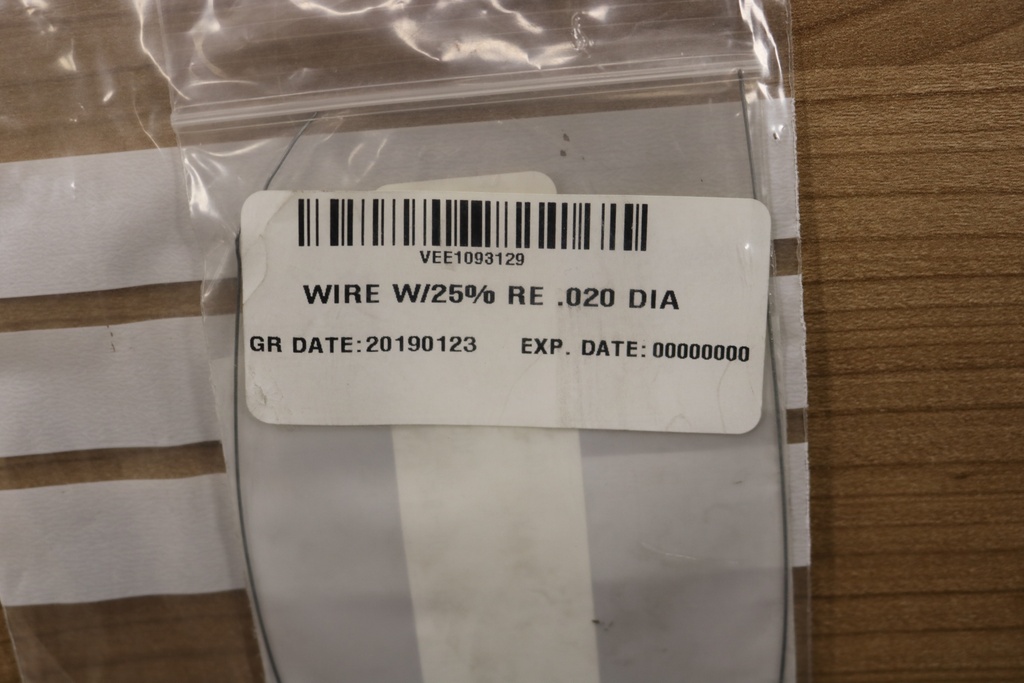 VEE1093129
WIRE W/25% RE .020 DIA
GR DATE: 20190123 EXP. DATE: 00000000